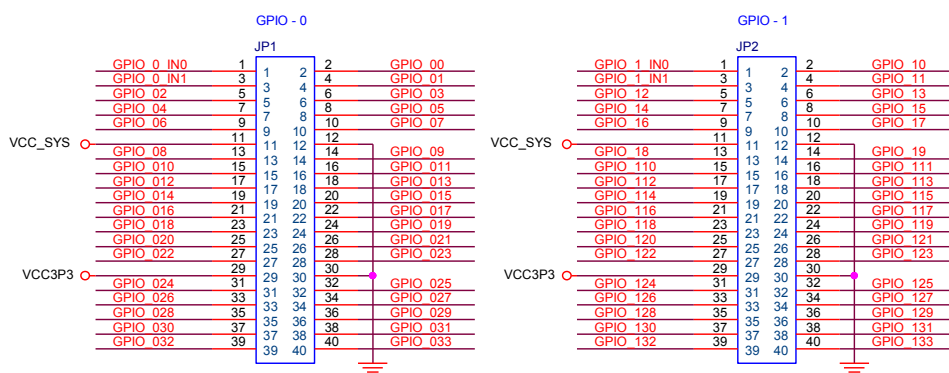 GPIO - 0
JP1
GPIO_0_IN0 1 1 2 2 GPIO_00
GPIO_0_IN1 3 3 4 4 GPIO_01
GPIO_02 5 5 6 6 GPIO_03
GPIO_04 7 7 8 8 GPIO_05
GPIO_06 9 9 10 10 GPIO_07
VCC_SYS 11 11 12 12
GPIO_08 13 13 14 14 GPIO_09
GPIO_010 15 15 16 16 GPIO_011
GPIO_012 17 17 18 18 GPIO_013
GPIO_014 19 19 20 20 GPIO_015
GPIO_016 21 21 22 22 GPIO_017
GPIO_018 23 23 24 24 GPIO_019
GPIO_020 25 25 26 26 GPIO_021
GPIO_022 27 27 28 28 GPIO_023
VCC3P3 29 29 30 30
GPIO_024 31 31 32 32 GPIO_025
GPIO_026 33 33 34 34 GPIO_027
GPIO_028 35 35 36 36 GPIO_029
GPIO_030 37 37 38 38 GPIO_031
GPIO_032 39 39 40 40 GPIO_033
GPIO - 1
JP2
GPIO_1_IN0 1 1 2 2 GPIO_10
GPIO_1_IN1 3 3 4 4 GPIO_11
GPIO_12 5 5 6 6 GPIO_13
GPIO_14 7 7 8 8 GPIO_15
GPIO_16 9 9 10 10 GPIO_17
VCC_SYS 11 11 12 12
GPIO_18 13 13 14 14 GPIO_19
GPIO_110 15 15 16 16 GPIO_111
GPIO_112 17 17 18 18 GPIO_113
GPIO_114 19 19 20 20 GPIO_115
GPIO_116 21 21 22 22 GPIO_117
GPIO_118 23 23 24 24 GPIO_119
GPIO_120 25 25 26 26 GPIO_121
GPIO_122 27 27 28 28 GPIO_123
VCC3P3 29 29 30 30
GPIO_124 31 31 32 32 GPIO_125
GPIO_126 33 33 34 34 GPIO_127
GPIO_128 35 35 36 36 GPIO_129
GPIO_130 37 37 38 38 GPIO_131
GPIO_132 39 39 40 40 GPIO_133